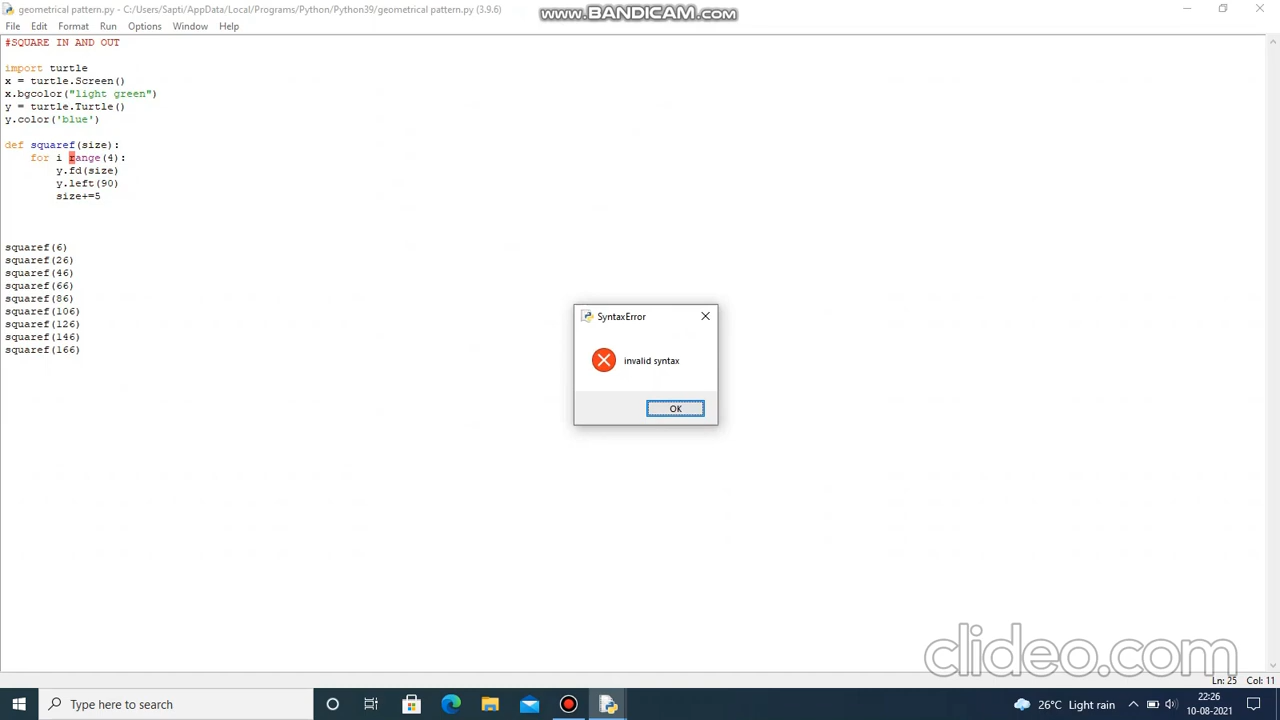 geometrical pattern.py - C:/Users/Sapti/AppData/Local/Programs/Python/Python39/geometrical pattern.py (3.9.6)
www.BANDICAM.com
File Edit Format Run Options Window Help
#SQUARE IN AND OUT
import turtle
x = turtle.Screen()
x.bgcolor("light green")
y = turtle.Turtle()
y.color('blue')
def squaref(size):
for i range(4):
y.fd(size)
y.left(90)
size+=5
squaref(6)
squaref(26)
squaref(46)
squaref(66)
squaref(86)
squaref(106)
squaref(126)
squaref(146)
squaref(166)
SyntaxError
invalid syntax
OK
clideo.com
Ln: 25 Col: 11
Type here to search
26°C Light rain
22:26
10-08-2021